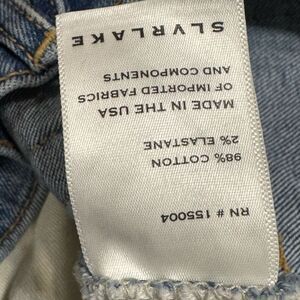 RN # 155004
98% COTTON
2% ELASTANE
MADE IN THE USA
OF IMPORTED FABRICS
AND COMPONENTS
SLVRLAKE